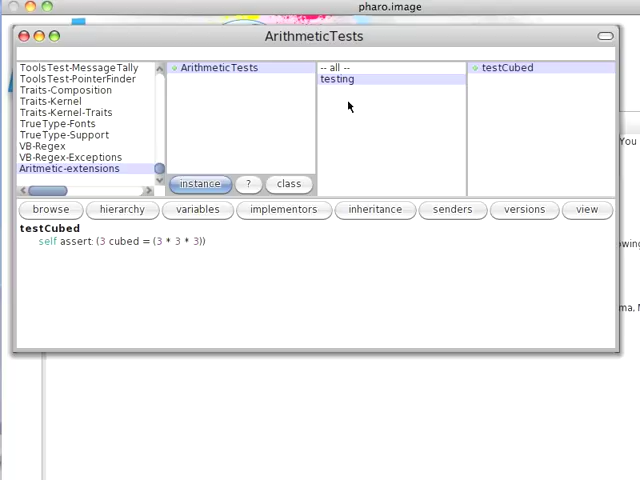 pharo.image
ArithmeticTests
ToolsTest-MessageTally
ToolsTest-PointerFinder
Traits-Composition
Traits-Kernel
Traits-Kernel-Traits
TrueType-Fonts
TrueType-Support
VB-Regex
VB-Regex-Exceptions
Aritmetic-extensions
ArithmeticTests
instance ? class
-- all --
testing
testCubed
browse hierarchy variables implementors inheritance senders versions view
testCubed
self assert: (3 cubed = (3 * 3 * 3))
You
ma,